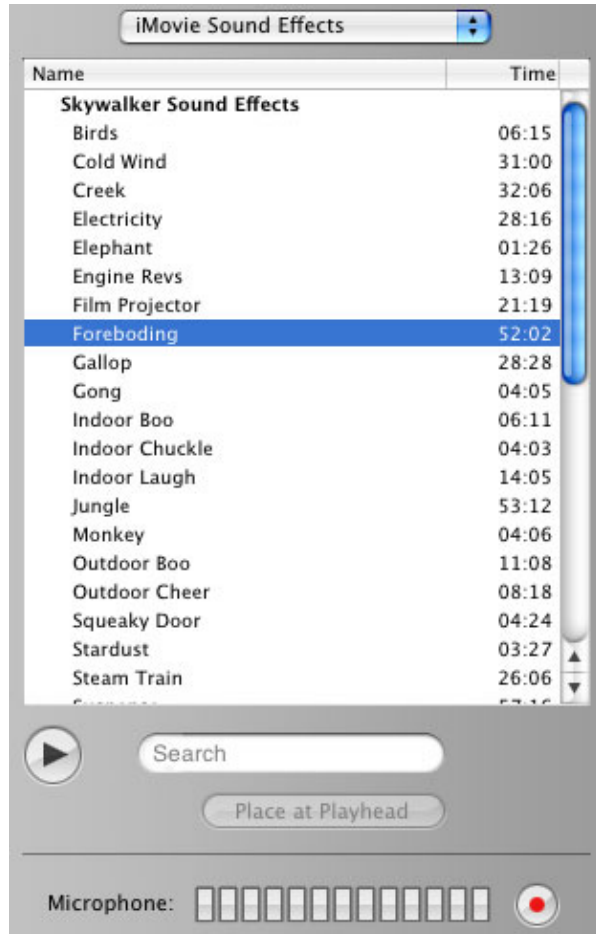 iMovie Sound Effects
Name Time
Skywalker Sound Effects
Birds 06:15
Cold Wind 31:00
Creek 32:06
Electricity 28:16
Elephant 01:26
Engine Revs 13:09
Film Projector 21:19
Foreboding 52:02
Gallop 28:28
Gong 04:05
Indoor Boo 06:11
Indoor Chuckle 04:03
Indoor Laugh 14:05
Jungle 53:12
Monkey 04:06
Outdoor Boo 11:08
Outdoor Cheer 08:18
Squeaky Door 04:24
Stardust 03:27
Steam Train 26:06
Search
Place at Playhead
Microphone: